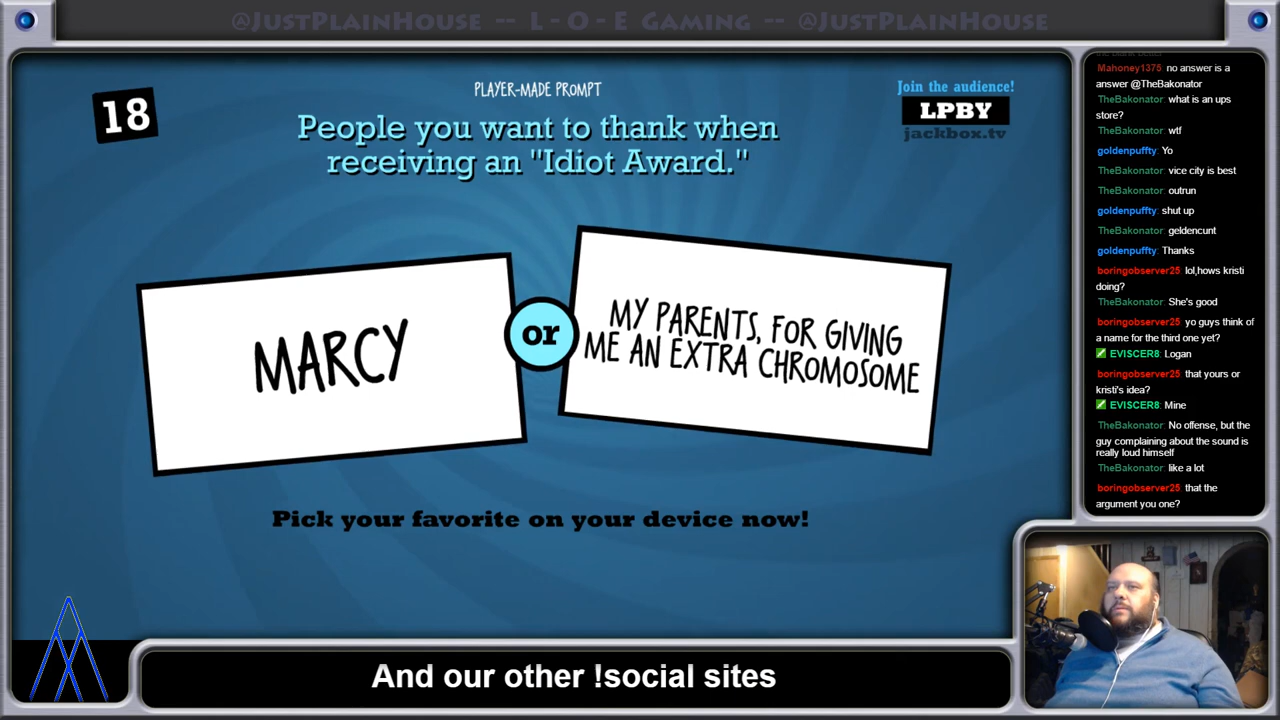 @JustPlainHouse -- L - O - E Gaming -- @JustPlainHouse
18
PLAYER-MADE PROMPT
People you want to thank when
receiving an "Idiot Award."
Join the audience!
LPBY
jackbox.tv
MARCY
or
MY PARENTS, FOR GIVING
ME AN EXTRA CHROMOSOME
Pick your favorite on your device now!
And our other !social sites
Mahoney1375: no answer is a
answer @TheBakonator
TheBakonator: what is an ups
store?
TheBakonator: wtf
goldenpuffty: Yo
TheBakonator: vice city is best
TheBakonator: outrun
goldenpuffty: shut up
TheBakonator: geldencunt
goldenpuffty: Thanks
boringobserver25: lol,hows kristi
doing?
TheBakonator: She's good
boringobserver25: yo guys think of
a name for the third one yet?
EVISCER8: Logan
boringobserver25: that yours or
kristi's idea?
EVISCER8: Mine
TheBakonator: No offense, but the
guy complaining about the sound is
really loud himself
TheBakonator: like a lot
boringobserver25: that the
argument you one?